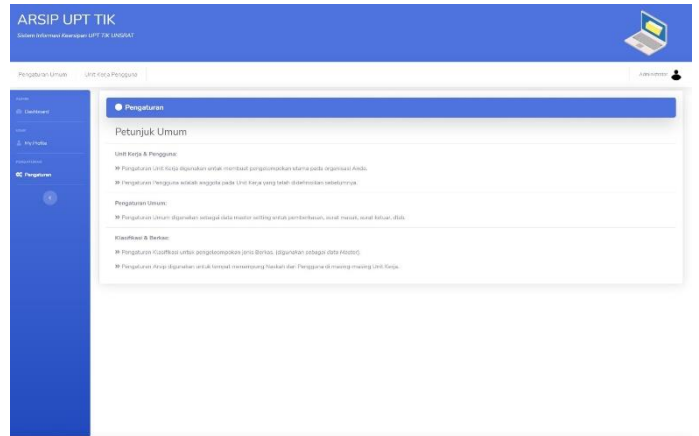 ARSIP UPT TIK
Sistem Informasi Kearsipan UPT TIK UNSRAT
Pengaturan Umum Unit Kerja Pengguna
Administrator
Dashboard
My Profile
Pengaturan
Pengaturan
Petunjuk Umum
Unit Kerja & Pengguna:
Pengaturan Unit Kerja digunakan untuk membuat pengelompokan utama pada organisasi Anda.
Pengaturan Pengguna adalah anggota pada Unit Kerja yang telah didefinisikan sebelumnya.
Pengaturan Umum:
Pengaturan Umum digunakan sebagai data master setting untuk pemberkasan, surat masuk, surat keluar, dlsb.
Klasifikasi & Berkas:
Pengaturan Klasifikasi untuk pengelompokan jenis Berkas. (digunakan sebagai data Master).
Pengaturan Arsip digunakan untuk tempat menampung Naskah dari Pengguna di masing masing Unit Kerja.